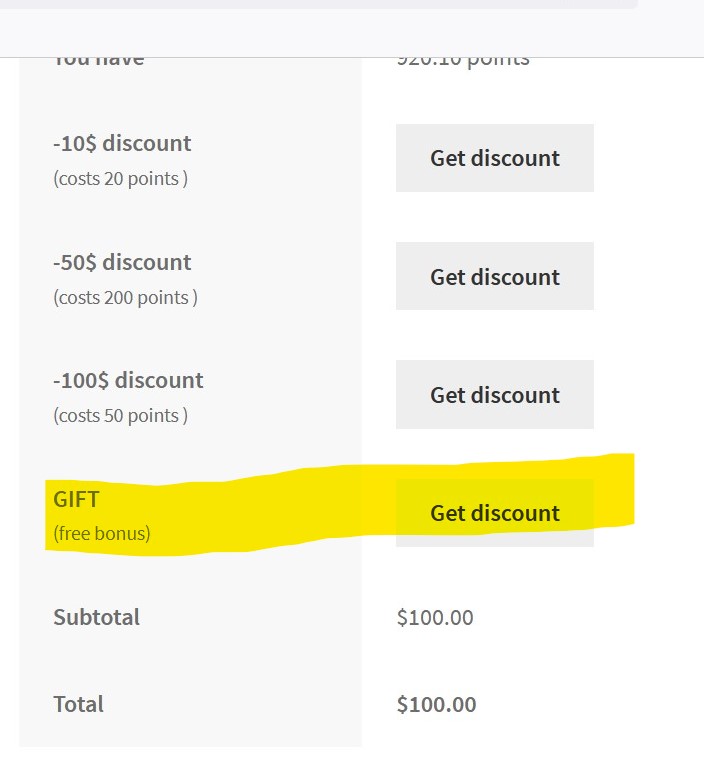 You have 920.10 points
-10$ discount Get discount
(costs 20 points )
-50$ discount Get discount
(costs 200 points )
-100$ discount Get discount
(costs 50 points )
GIFT Get discount
(free bonus)
Subtotal $100.00
Total $100.00